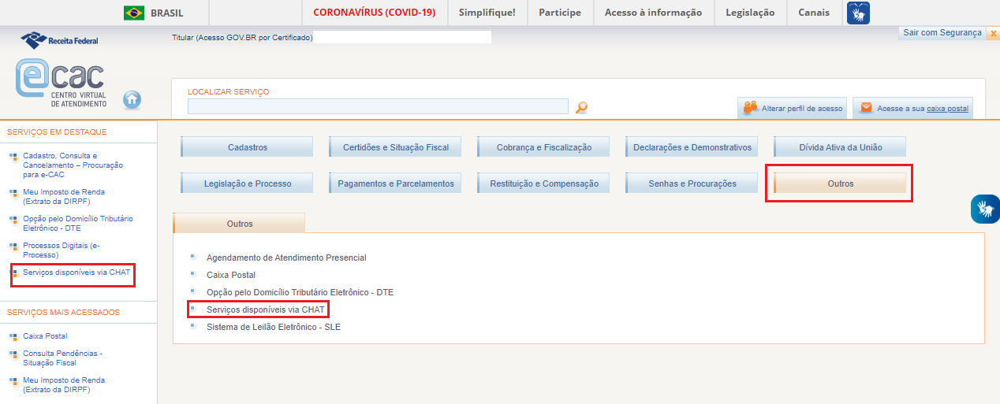 BRASIL
CORONAVÍRUS (COVID-19)
Simplifique!
Participe
Acesso à informação
Legislação
Canais
Receita Federal
Titular (Acesso GOV.BR por Certificado)
Sair com Segurança
x
e cac
CENTRO VIRTUAL
DE ATENDIMENTO
LOCALIZAR SERVIÇO
Alterar perfil de acesso
Acesse a sua caixa postal
SERVIÇOS EM DESTAQUE
Cadastro, Consulta e
Cancelamento – Procuração
para e-CAC
Meu Imposto de Renda
(Extrato da DIRPF)
Opção pelo Domicílio Tributário
Eletrônico - DTE
Processos Digitais (e-
Processo)
Serviços disponíveis via CHAT
SERVIÇOS MAIS ACESSADOS
Caixa Postal
Consulta Pendências -
Situação Fiscal
Meu Imposto de Renda
(Extrato da DIRPF)
Cadastros
Certidões e Situação Fiscal
Cobrança e Fiscalização
Declarações e Demonstrativos
Dívida Ativa da União
Legislação e Processo
Pagamentos e Parcelamentos
Restituição e Compensação
Senhas e Procurações
Outros
Outros
Agendamento de Atendimento Presencial
Caixa Postal
Opção pelo Domicílio Tributário Eletrônico - DTE
Serviços disponíveis via CHAT
Sistema de Leilão Eletrônico - SLE